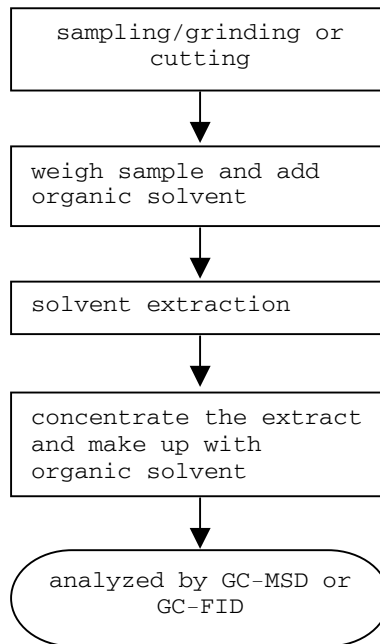 sampling/grinding or
cutting
weigh sample and add
organic solvent
solvent extraction
concentrate the extract
and make up with
organic solvent
analyzed by GC-MSD or
GC-FID